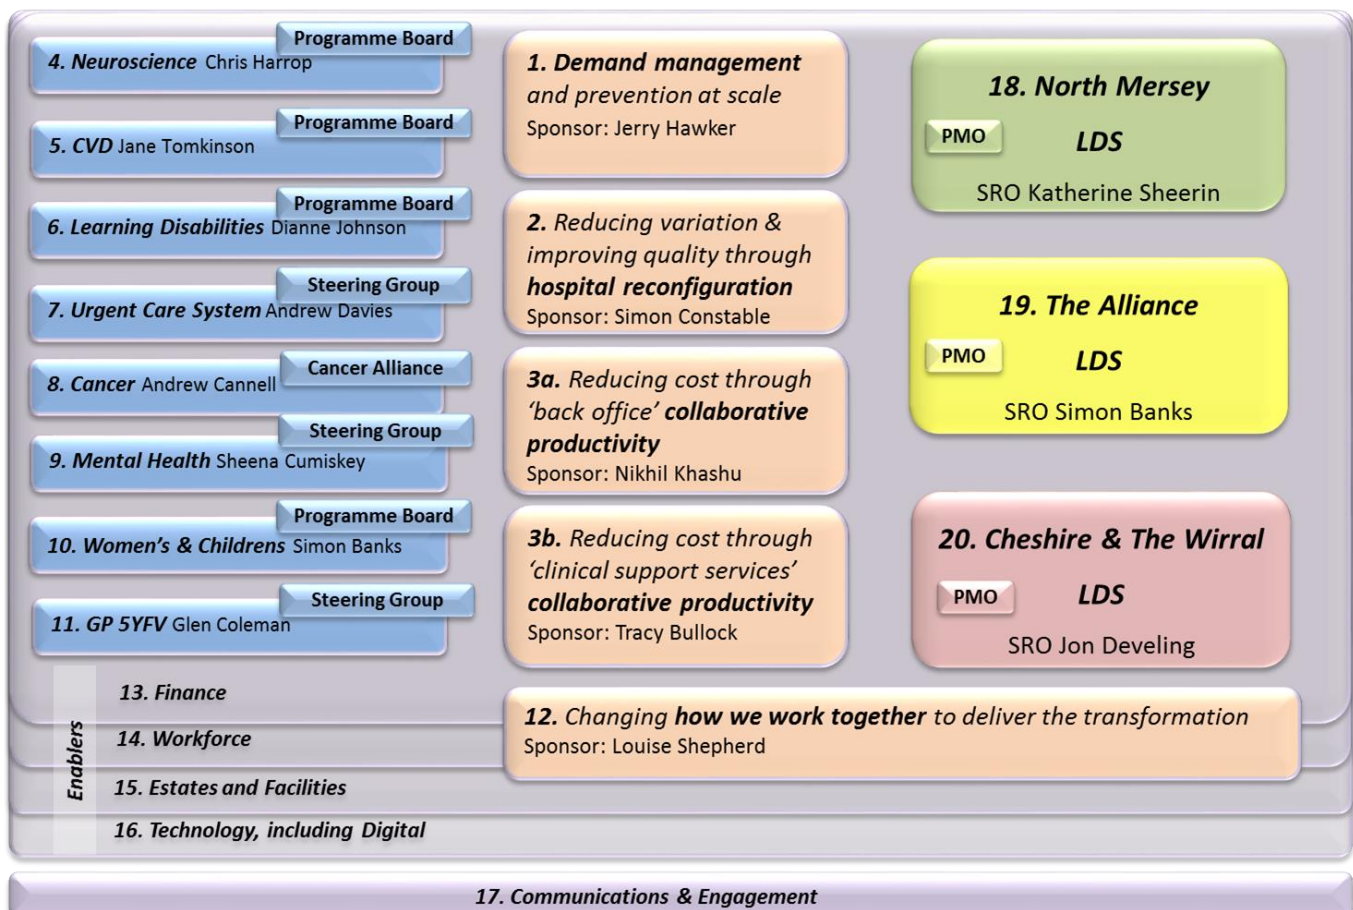 Programme Board
4. Neuroscience Chris Harrop
Programme Board
5. CVD Jane Tomkinson
Programme Board
6. Learning Disabilities Dianne Johnson
Steering Group
7. Urgent Care System Andrew Davies
Cancer Alliance
8. Cancer Andrew Cannell
Steering Group
9. Mental Health Sheena Cumiskey
Programme Board
10. Women's & Childrens Simon Banks
Steering Group
11. GP 5YFV Glen Coleman
1. Demand management
and prevention at scale
Sponsor: Jerry Hawker
2. Reducing variation &
improving quality through
hospital reconfiguration
Sponsor: Simon Constable
3a. Reducing cost through
‘back office’ collaborative
productivity
Sponsor: Nikhil Khashu
3b. Reducing cost through
‘clinical support services’
collaborative productivity
Sponsor: Tracy Bullock
18. North Mersey
PMO
LDS
SRO Katherine Sheerin
19. The Alliance
PMO
LDS
SRO Simon Banks
20. Cheshire & The Wirral
PMO
LDS
SRO Jon Develing
12. Changing how we work together to deliver the transformation
Sponsor: Louise Shepherd
Enablers
13. Finance
14. Workforce
15. Estates and Facilities
16. Technology, including Digital
17. Communications & Engagement